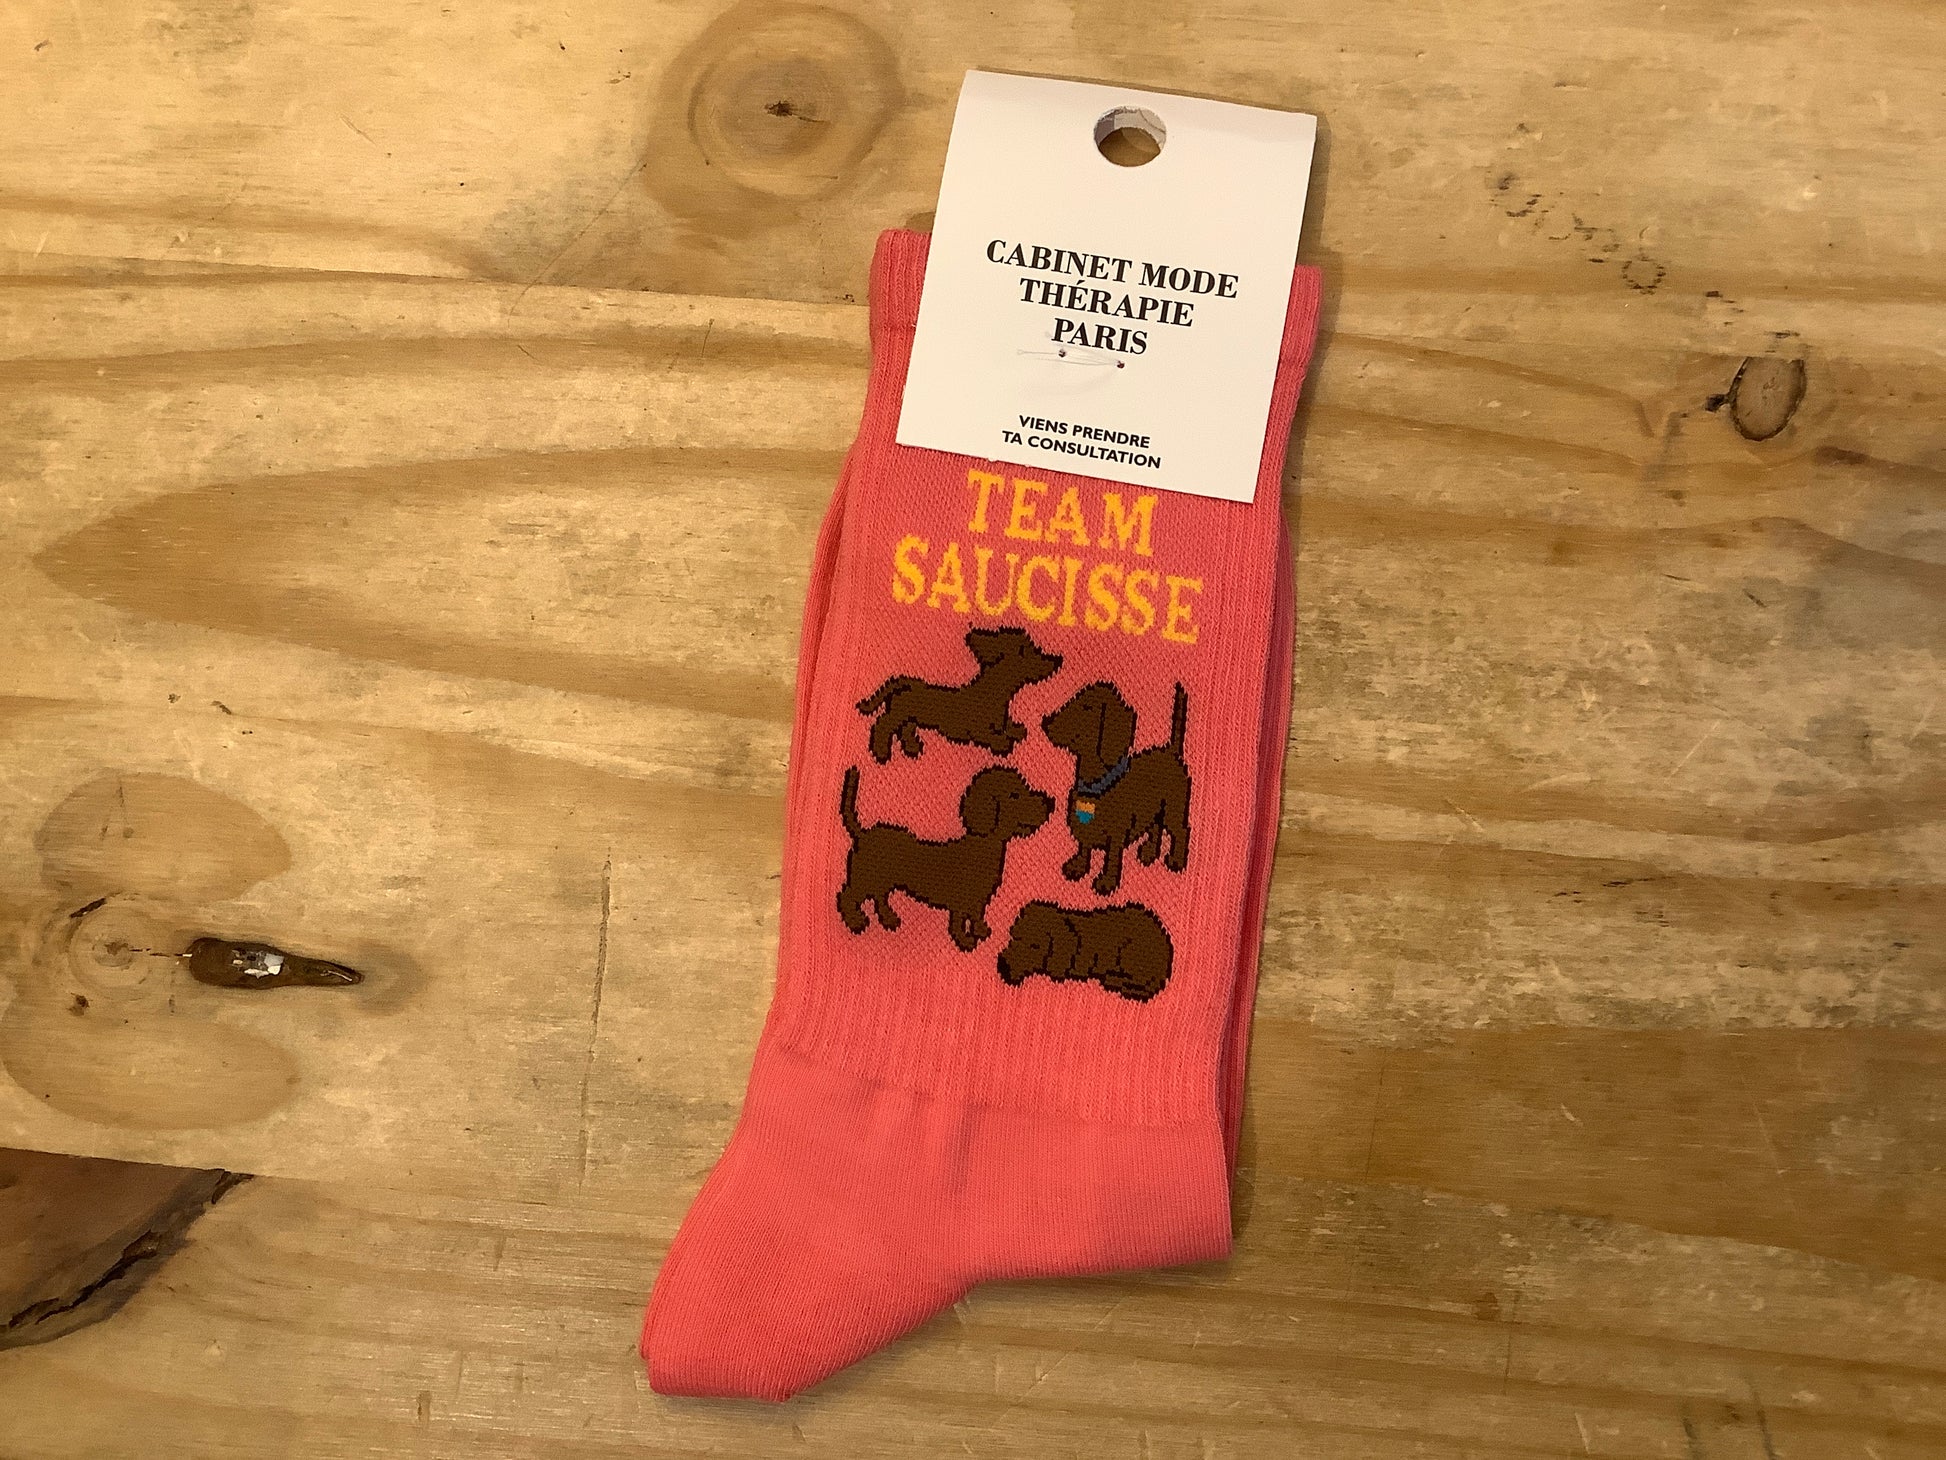 CABINET MODE
THÉRAPIE
PARIS
VIENS PRENDRE
TA CONSULTATION
TEAM
SAUCISSE